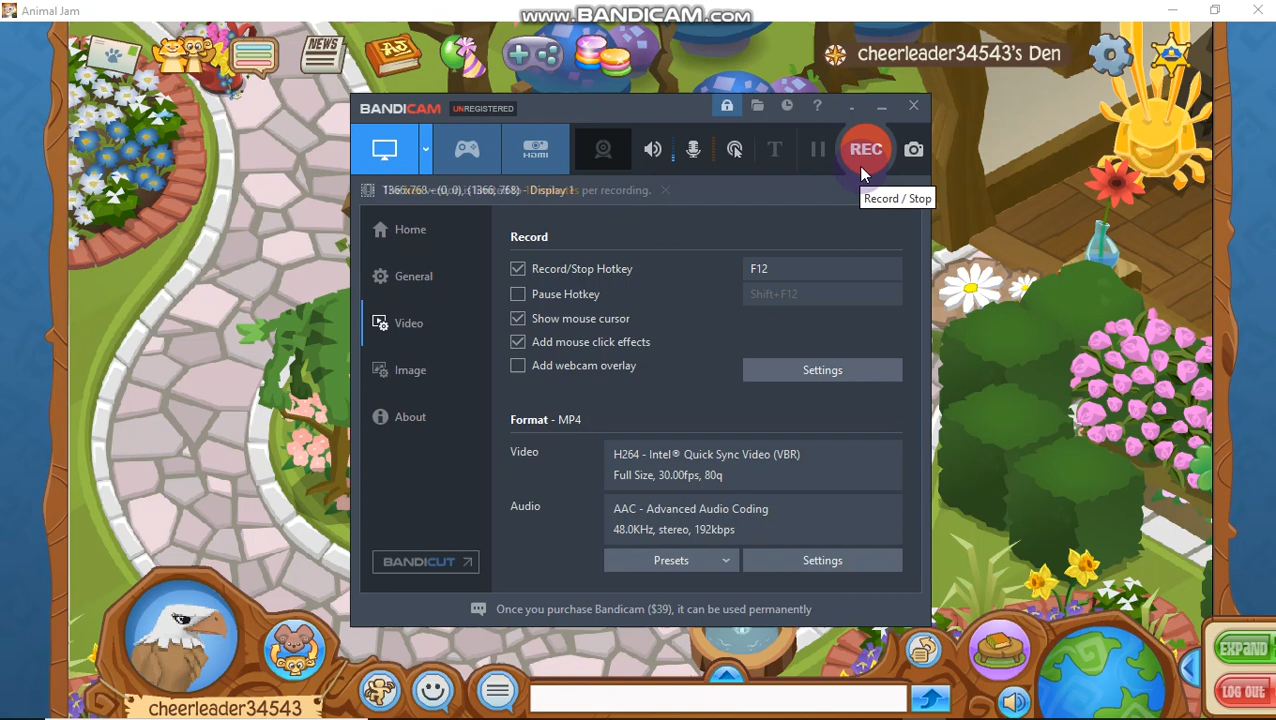 Animal Jam
www.BANDICAM.com
NEWS
AJ
cheerleader34543's Den
BANDICAM UNREGISTERED
HDMI
T
REC
1366x768 - (0, 0), (1366, 768) - Display 1
per recording.
Record / Stop
Home
General
Video
Image
About
BANDICUT
Record
Record/Stop Hotkey
F12
Pause Hotkey
Shift+F12
Show mouse cursor
Add mouse click effects
Add webcam overlay
Settings
Format - MP4
Video
H264 - Intel® Quick Sync Video (VBR)
Full Size, 30.00fps, 80q
Audio
AAC - Advanced Audio Coding
48.0KHz, stereo, 192kbps
Presets
Settings
Once you purchase Bandicam ($39), it can be used permanently
EXPAND
LOG OUT
cheerleader34543